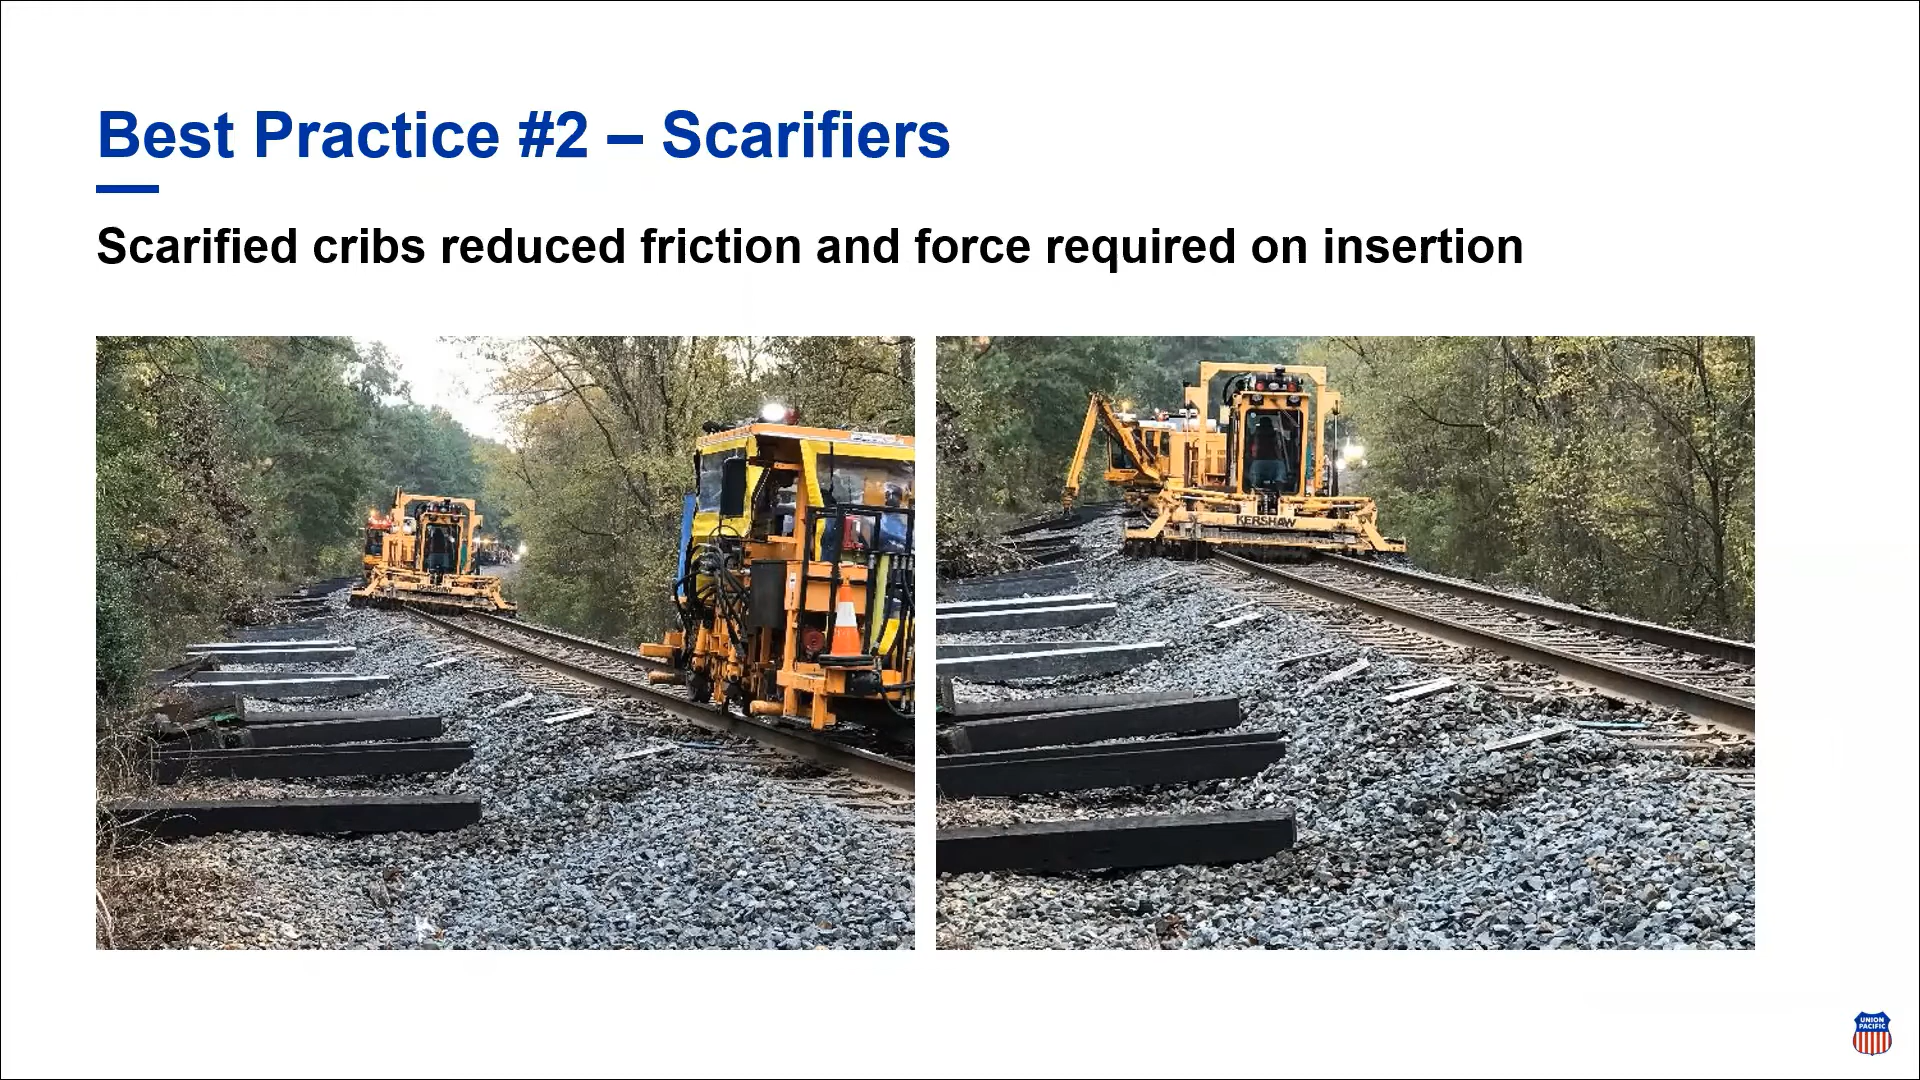 Best Practice #2 – Scarifiers
Scarified cribs reduced friction and force required on insertion
KERSHAW
UNION
PACIFIC